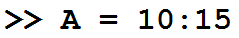 >> A = 10:15